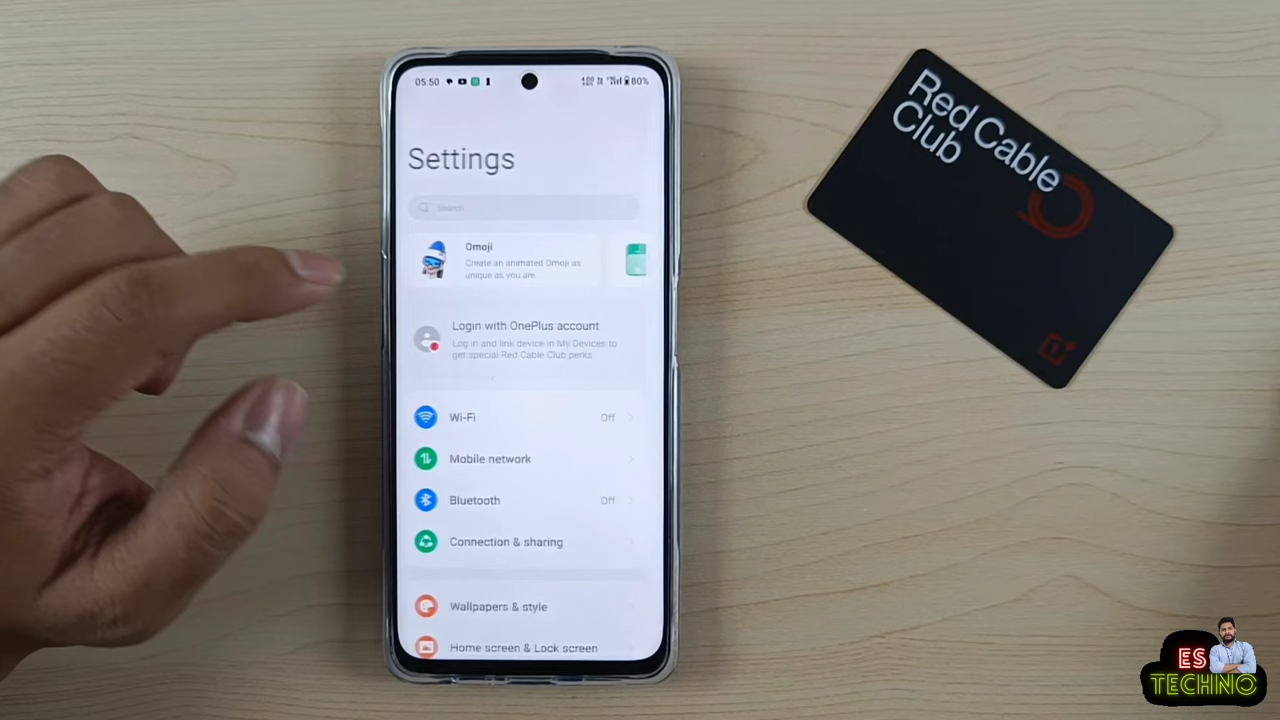 05:50
80%
Settings
Search
Omoji
Create an animated Omoji as
unique as you are.
Login with OnePlus account
Log in and link device in My Devices to
get special Red Cable Club perks.
Wi-Fi
Off
Mobile network
Bluetooth
Off
Connection & sharing
Wallpapers & style
Home screen & Lock screen
Red Cable
Club
ES
TECHNO